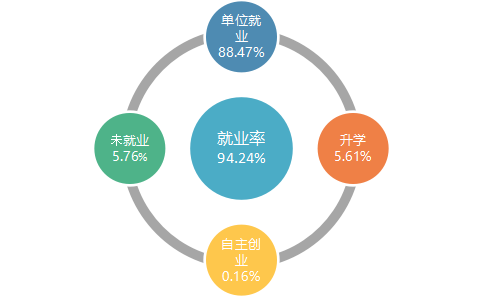 单位就
业
88.47%
未就业
5.76%
就业率
94.24%
升学
5.61%
自主创
业
0.16%